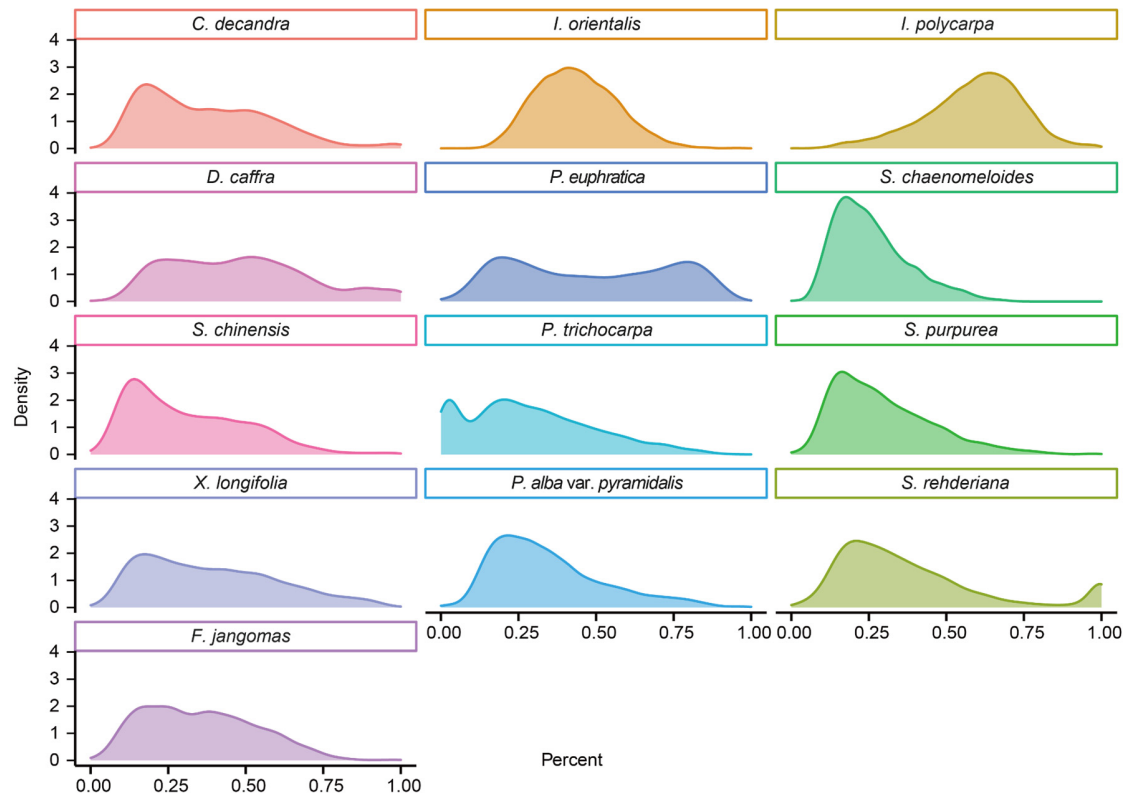 C. decandra I. orientalis I. polycarpa
4
3
2
1
0
D. caffra P. euphratica S. chaenomeloides
4
3
2
1
0
S. chinensis P. trichocarpa S. purpurea
4
3
2
1
0
Density
X. longifolia P. alba var. pyramidalis S. rehderiana
4
3
2
1
0
0.00 0.25 0.50 0.75 1.00 0.00 0.25 0.50 0.75 1.00
F. jangomas
4
3
2
1
0
0.00 0.25 0.50 0.75 1.00
Percent